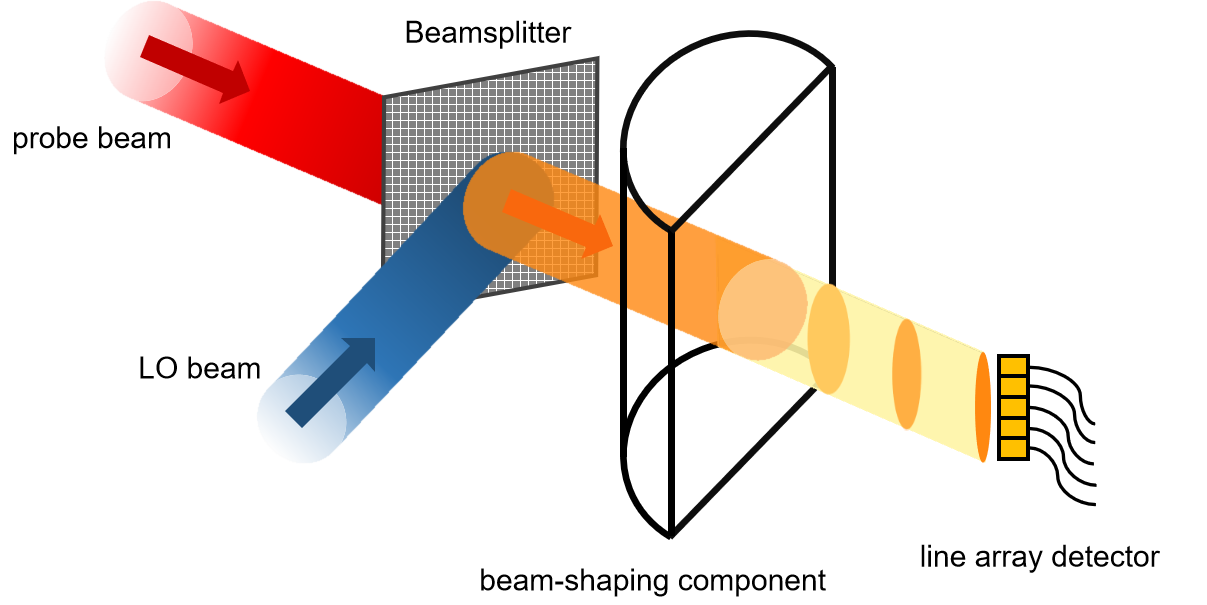 Beamsplitter
probe beam
LO beam
line array detector
beam-shaping component